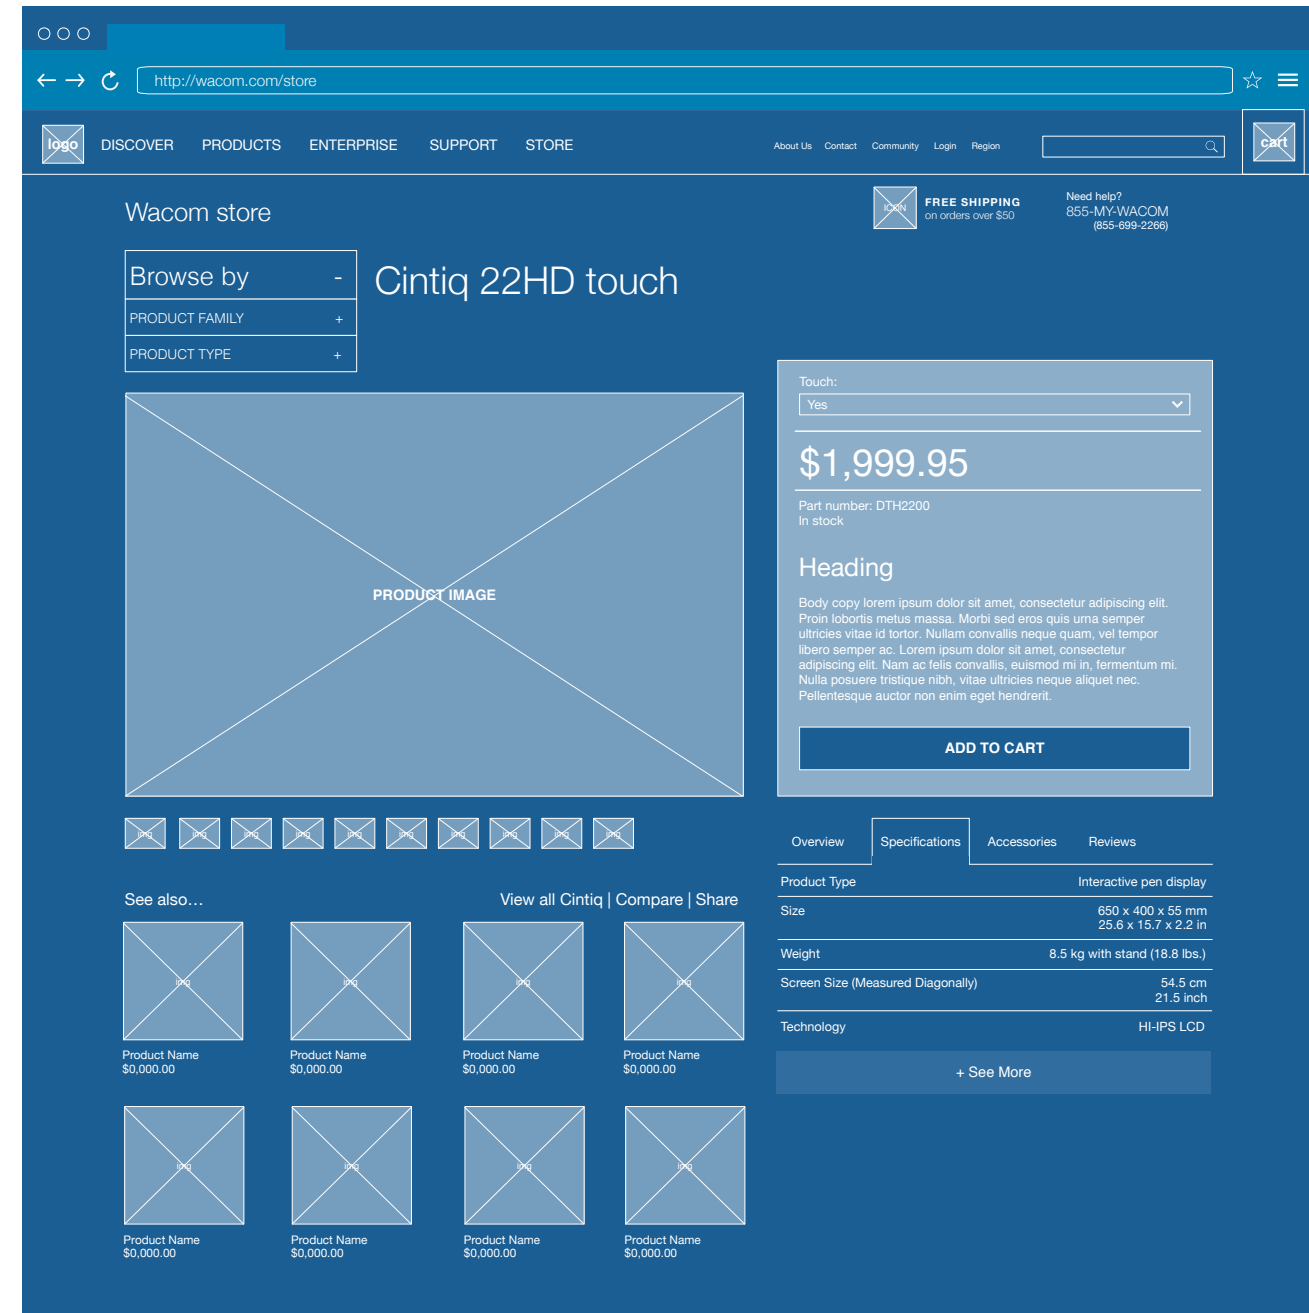 http://wacom.com/store
logo
DISCOVER
PRODUCTS
ENTERPRISE
SUPPORT
STORE
About Us
Contact
Community
Login
Region
cart
Wacom store
ICON
FREE SHIPPING
on orders over $50
Need help?
855-MY-WACOM
(855-699-2266)
Browse by -
PRODUCT FAMILY +
PRODUCT TYPE +
Cintiq 22HD touch
PRODUCT IMAGE
Touch:
Yes
$1,999.95
Part number: DTH2200
In stock
Heading
Body copy lorem ipsum dolor sit amet, consectetur adipiscing elit.
Proin lobortis metus massa. Morbi sed eros quis urna semper
ultricies vitae id tortor. Nullam convallis neque quam, vel tempor
libero semper ac. Lorem ipsum dolor sit amet, consectetur
adipiscing elit. Nam ac felis convallis, euismod mi in, fermentum mi.
Nulla posuere tristique nibh, vitae ultricies neque aliquet nec.
Pellentesque auctor non enim eget hendrerit.
ADD TO CART
img
img
img
img
img
img
img
img
img
img
See also…
View all Cintiq | Compare | Share
img
img
img
img
Product Name
$0,000.00
Product Name
$0,000.00
Product Name
$0,000.00
Product Name
$0,000.00
img
img
img
img
Product Name
$0,000.00
Product Name
$0,000.00
Product Name
$0,000.00
Product Name
$0,000.00
Overview
Specifications
Accessories
Reviews
Product Type
Interactive pen display
Size
650 x 400 x 55 mm
25.6 x 15.7 x 2.2 in
Weight
8.5 kg with stand (18.8 lbs.)
Screen Size (Measured Diagonally)
54.5 cm
21.5 inch
Technology
HI-IPS LCD
+ See More